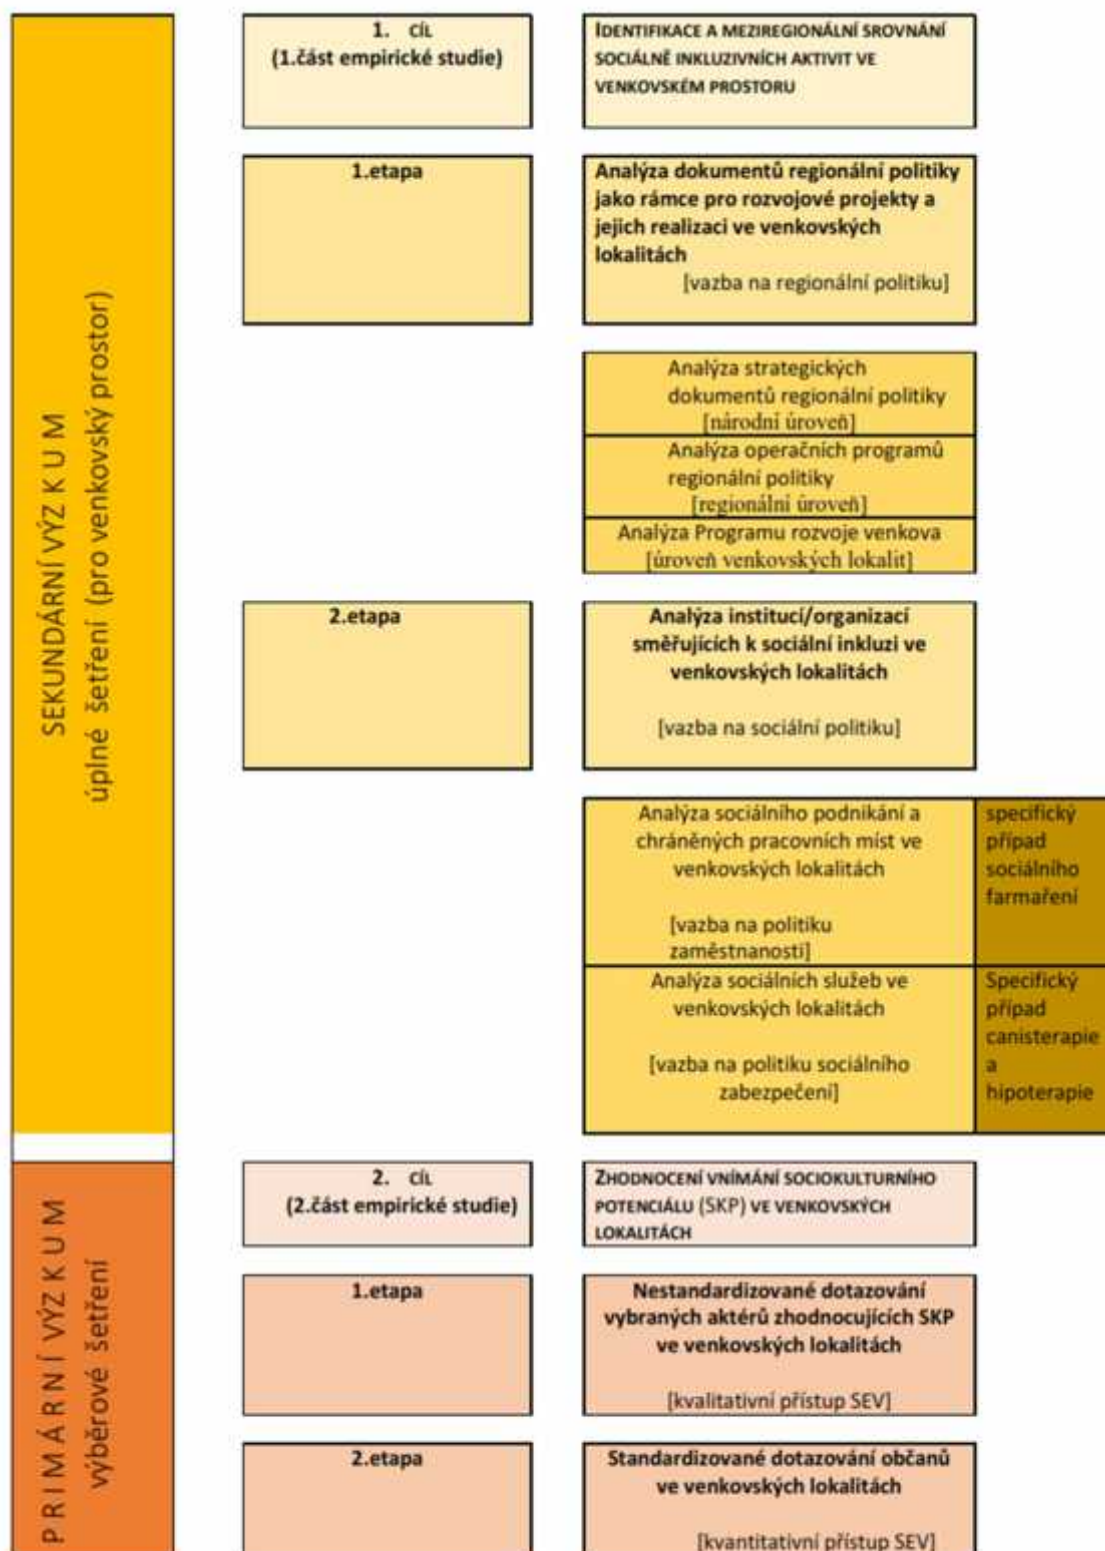 SEKUNDÁRNÍ VÝZKUM
úplné šetření (pro venkovský prostor)
1. CÍL
(1.část empirické studie)
IDENTIFIKACE A MEZIREGIONÁLNÍ SROVNÁNÍ
SOCIÁLNĚ INKLUZIVNÍCH AKTIVIT VE
VENKOVSKÉM PROSTORU
1.etapa
Analýza dokumentů regionální politiky
jako rámce pro rozvojové projekty a
jejich realizaci ve venkovských
lokalitách
[vazba na regionální politiku]
Analýza strategických
dokumentů regionální politiky
[národní úroveň]
Analýza operačních programů
regionální politiky
[regionální úroveň]
Analýza Programu rozvoje venkova
[úroveň venkovských lokalit]
2.etapa
Analýza institucí/organizací
směřujících k sociální inkluzi ve
venkovských lokalitách
[vazba na sociální politiku]
Analýza sociálního podnikání a
chráněných pracovních míst ve
venkovských lokalitách
[vazba na politiku
zaměstnanosti]
specifický
případ
sociálního
farmaření
Analýza sociálních služeb ve
venkovských lokalitách
[vazba na politiku sociálního
zabezpečení]
Specifický
případ
canisterapie
a
hipoterapie
PRIMÁRNÍ VÝZKUM
výběrové šetření
2. CÍL
(2.část empirické studie)
ZHODNOCENÍ VNÍMÁNÍ SOCIOKULTURNÍHO
POTENCIÁLU (SKP) VE VENKOVSKÝCH
LOKALITÁCH
1.etapa
Nestandardizované dotazování
vybraných aktérů zhodnocujících SKP
ve venkovských lokalitách
[kvalitativní přístup SEV]
2.etapa
Standardizované dotazování občanů
ve venkovských lokalitách
[kvantitativní přístup SEV]